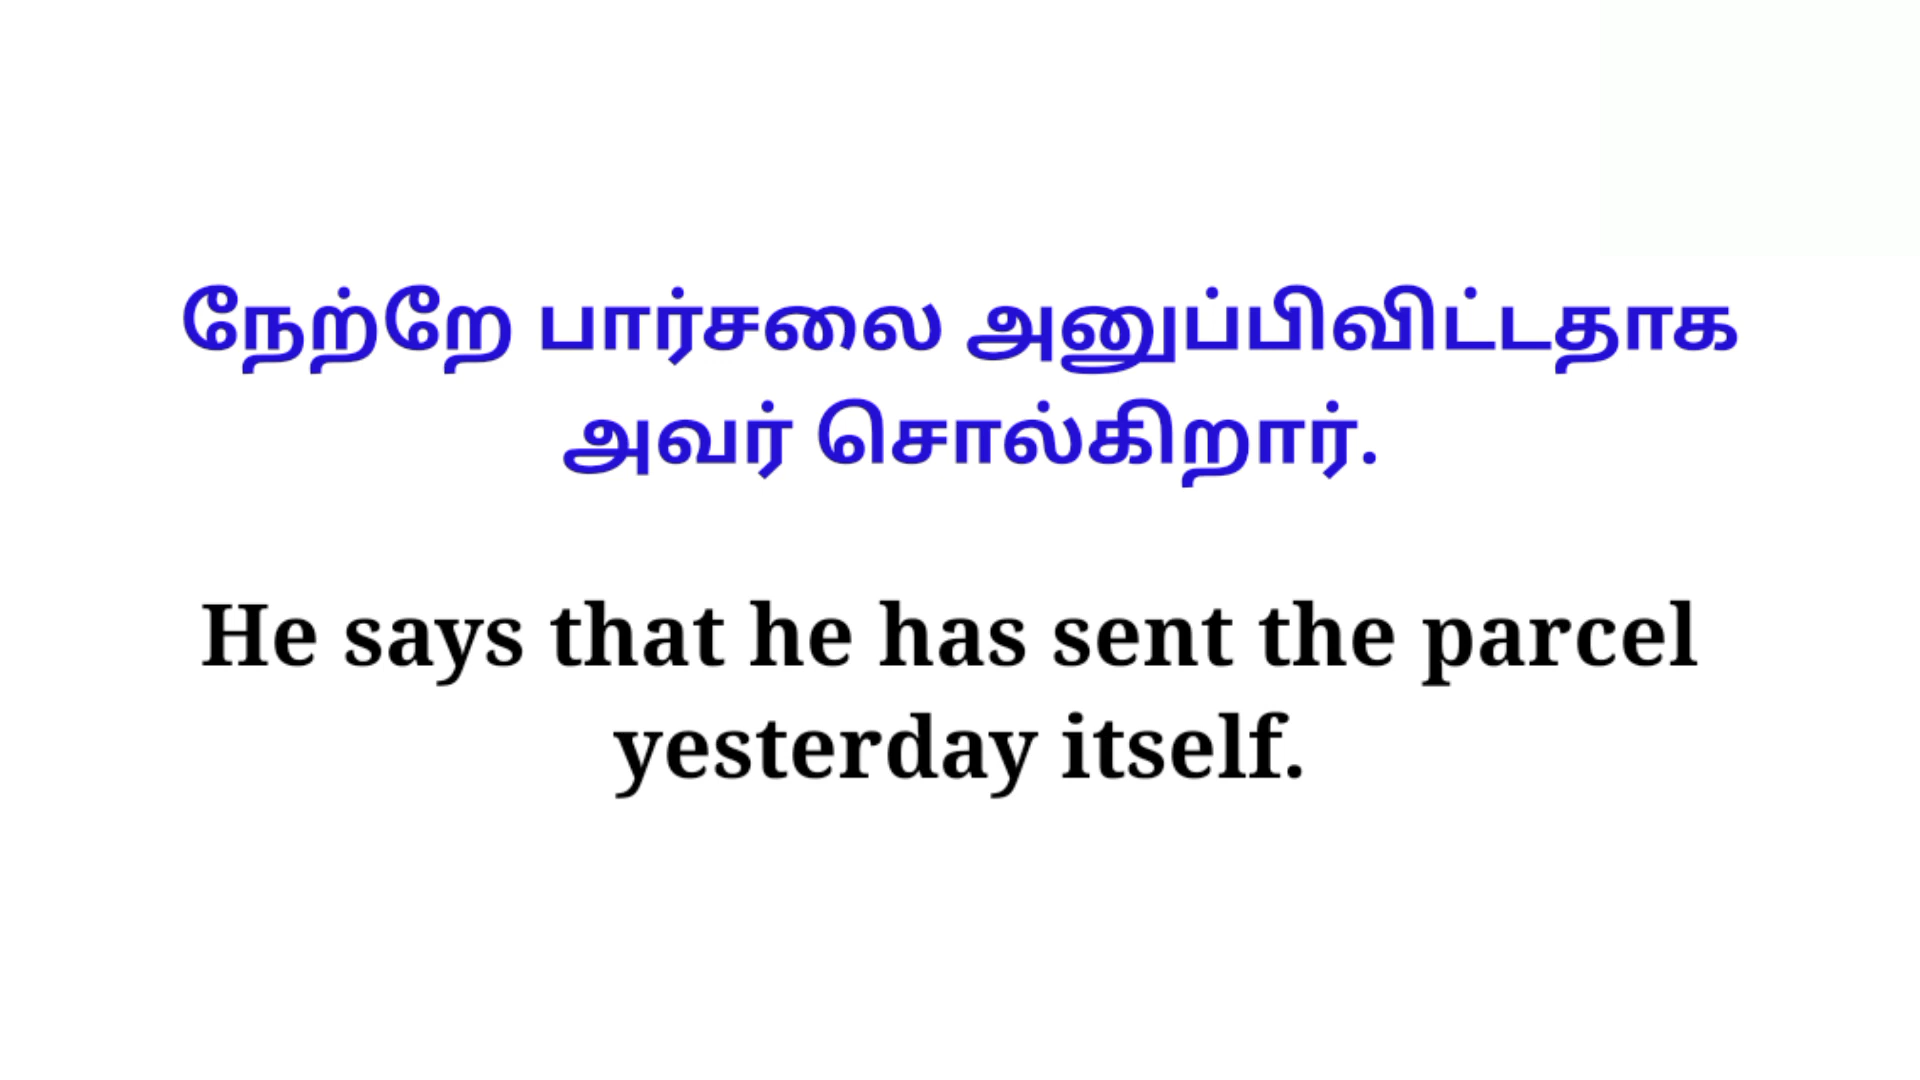 நேற்றே பார்சலை அனுப்பிவிட்டதாக
அவர் சொல்கிறார்.
He says that he has sent the parcel
yesterday itself.